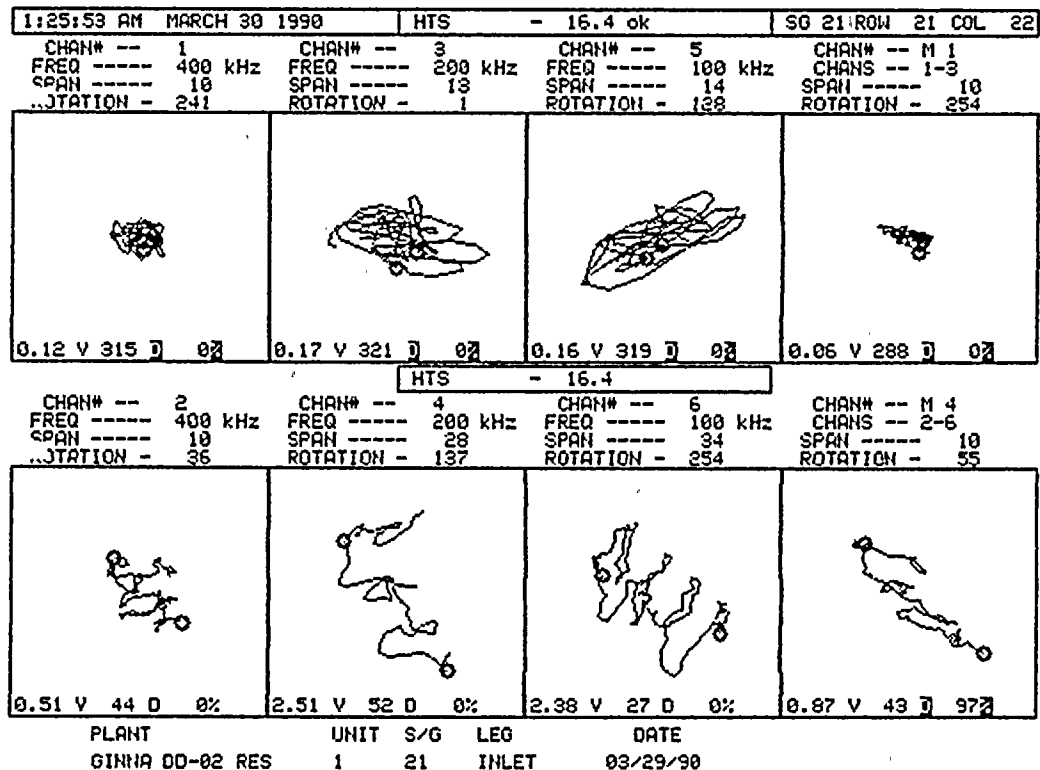 1:25:53 AM MARCH 30 1990 HTS - 16.4 ok SG 21 ROW 21 COL 22
CHAN# -- 1 CHAN# -- 3 CHAN# -- 5 CHAN# -- M 1
FREQ ----- 400 kHz FREQ ----- 200 kHz FREQ ----- 100 kHz CHANS -- 1-3
SPAN ----- 10 SPAN ----- 13 SPAN ----- 14 SPAN ----- 10
..OTATION - 241 ROTATION - 1 ROTATION - 128 ROTATION - 254
0.12 V 315 D 0% 0.17 V 321 D 0% 0.16 V 319 D 0% 0.06 V 288 D 0%
HTS - 16.4
CHAN# -- 2 CHAN# -- 4 CHAN# -- 6 CHAN# -- M 4
FREQ ----- 400 kHz FREQ ----- 200 kHz FREQ ----- 100 kHz CHANS -- 2-6
SPAN ----- 10 SPAN ----- 28 SPAN ----- 34 SPAN ----- 10
..OTATION - 36 ROTATION - 137 ROTATION - 254 ROTATION - 55
0.51 V 44 D 0% 2.51 V 52 D 0% 2.38 V 27 D 0% 0.87 V 43 D 97%
PLANT UNIT S/G LEG DATE
GINNA DD-02 RES 1 21 INLET 03/29/90